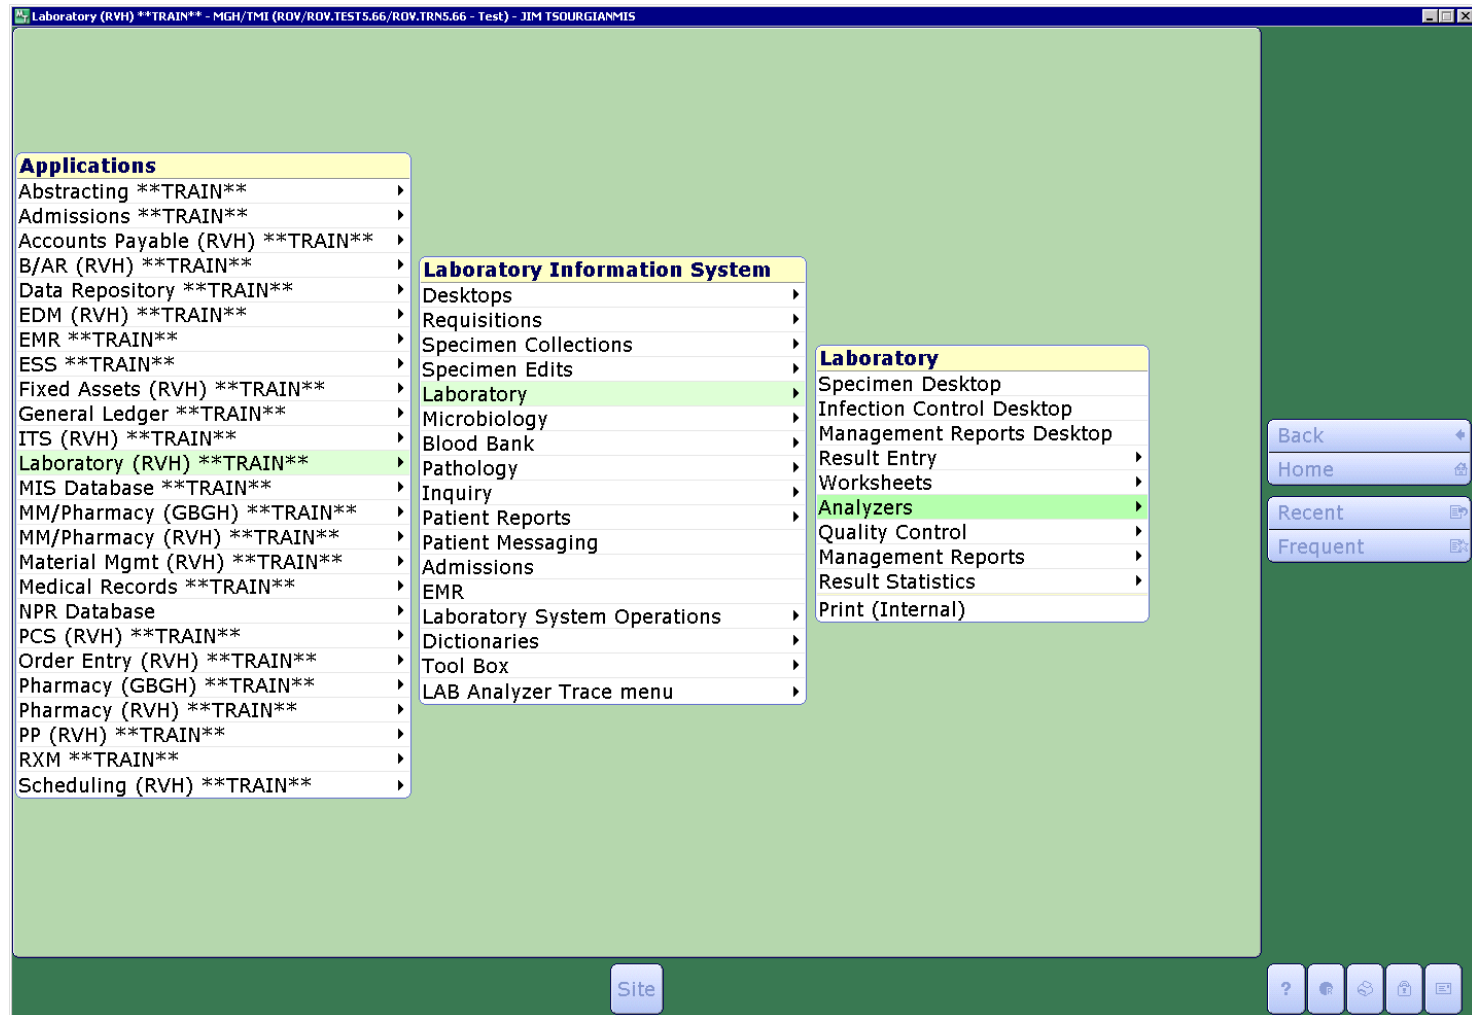 Laboratory (RVH) **TRAIN** - MGH/TMI (ROV/ROV.TEST5.66/ROV.TRN5.66 - Test) - JIM TSOURGIANMIS
Applications
Abstracting **TRAIN**
Admissions **TRAIN**
Accounts Payable (RVH) **TRAIN**
B/AR (RVH) **TRAIN**
Data Repository **TRAIN**
EDM (RVH) **TRAIN**
EMR **TRAIN**
ESS **TRAIN**
Fixed Assets (RVH) **TRAIN**
General Ledger **TRAIN**
ITS (RVH) **TRAIN**
Laboratory (RVH) **TRAIN**
MIS Database **TRAIN**
MM/Pharmacy (GBGH) **TRAIN**
MM/Pharmacy (RVH) **TRAIN**
Material Mgmt (RVH) **TRAIN**
Medical Records **TRAIN**
NPR Database
PCS (RVH) **TRAIN**
Order Entry (RVH) **TRAIN**
Pharmacy (GBGH) **TRAIN**
Pharmacy (RVH) **TRAIN**
PP (RVH) **TRAIN**
RXM **TRAIN**
Scheduling (RVH) **TRAIN**
Laboratory Information System
Desktops
Requisitions
Specimen Collections
Specimen Edits
Laboratory
Microbiology
Blood Bank
Pathology
Inquiry
Patient Reports
Patient Messaging
Admissions
EMR
Laboratory System Operations
Dictionaries
Tool Box
LAB Analyzer Trace menu
Laboratory
Specimen Desktop
Infection Control Desktop
Management Reports Desktop
Result Entry
Worksheets
Analyzers
Quality Control
Management Reports
Result Statistics
Print (Internal)
Back
Home
Recent
Frequent
Site
?